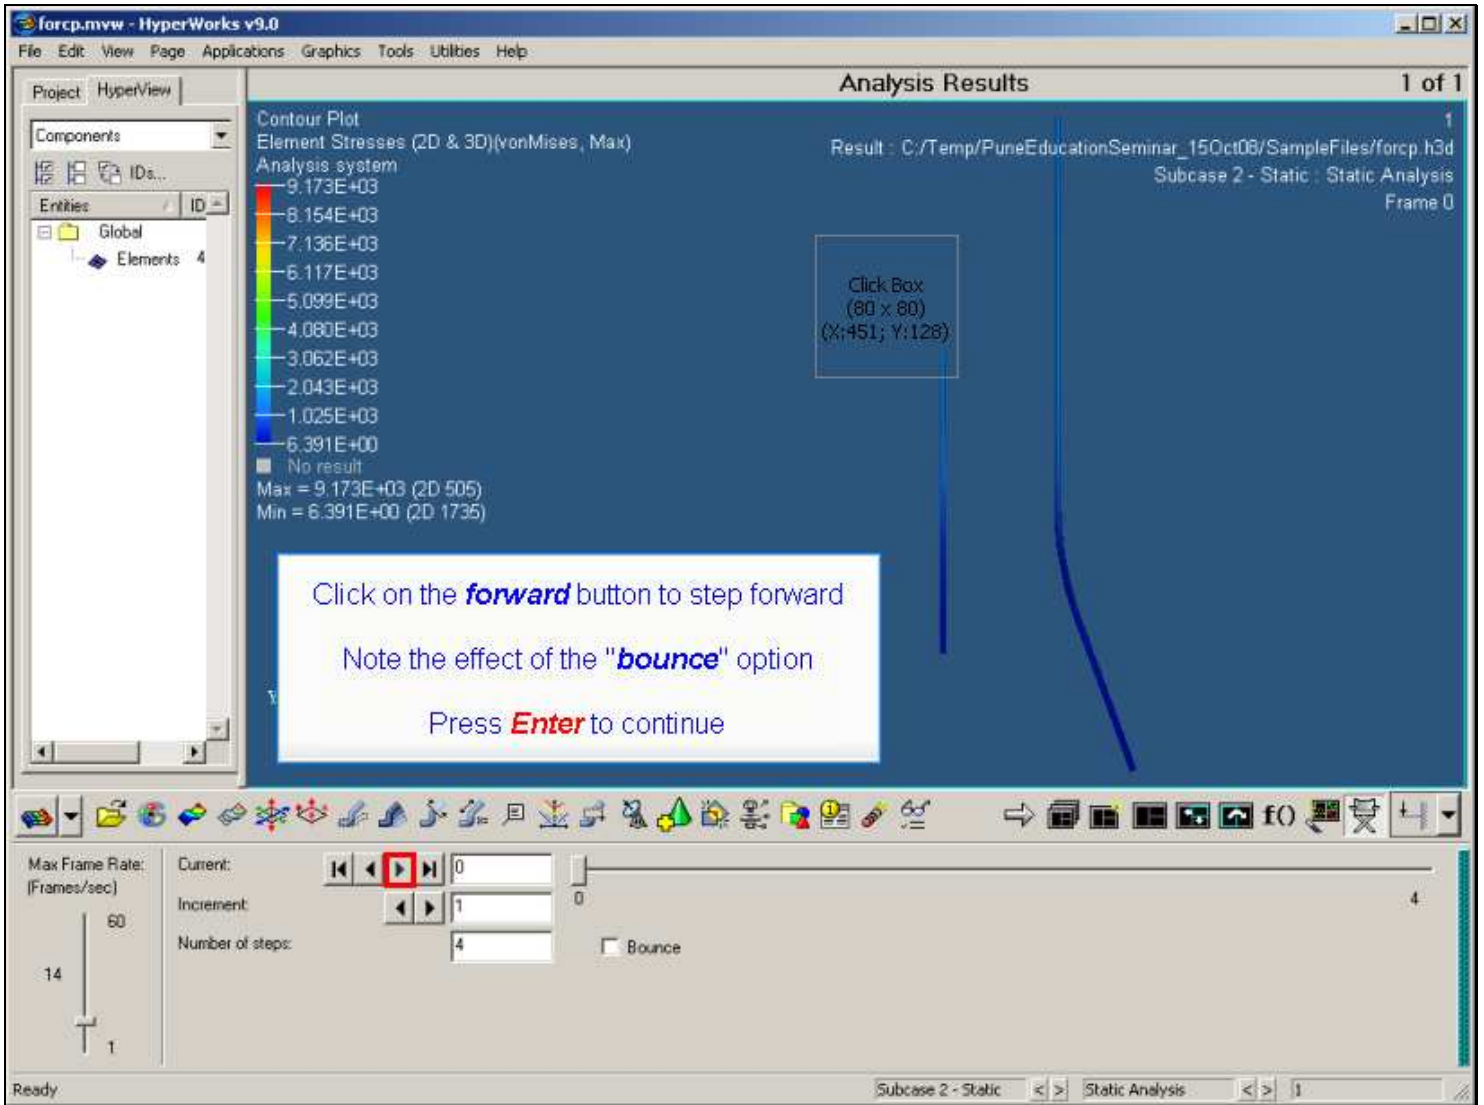 forcp.mvw - HyperWorks v9.0
File Edit View Page Applications Graphics Tools Utilities Help
Project HyperView
Analysis Results
1 of 1
Components
IDs...
Entities ID
Global
Elements 4
Contour Plot
Element Stresses (2D & 3D)(vonMises, Max)
Analysis system
9.173E+03
8.154E+03
7.136E+03
6.117E+03
5.099E+03
4.080E+03
3.062E+03
2.043E+03
1.025E+03
6.391E+00
No result
Max = 9.173E+03 (2D 505)
Min = 6.391E+00 (2D 1735)
1
Result : C:/Temp/PuneEducationSeminar_15Oct08/SampleFiles/forcp.h3d
Subcase 2 - Static : Static Analysis
Frame 0
Click Box
(80 x 80)
(X:451; Y:128)
Click on the forward button to step forward
Note the effect of the "bounce" option
Press Enter to continue
Y
f()
Max Frame Rate:
(Frames/sec)
60
14
1
Current: 0
Increment: 1
Number of steps: 4
0 4
Bounce
Ready
Subcase 2 - Static < > Static Analysis < > 1